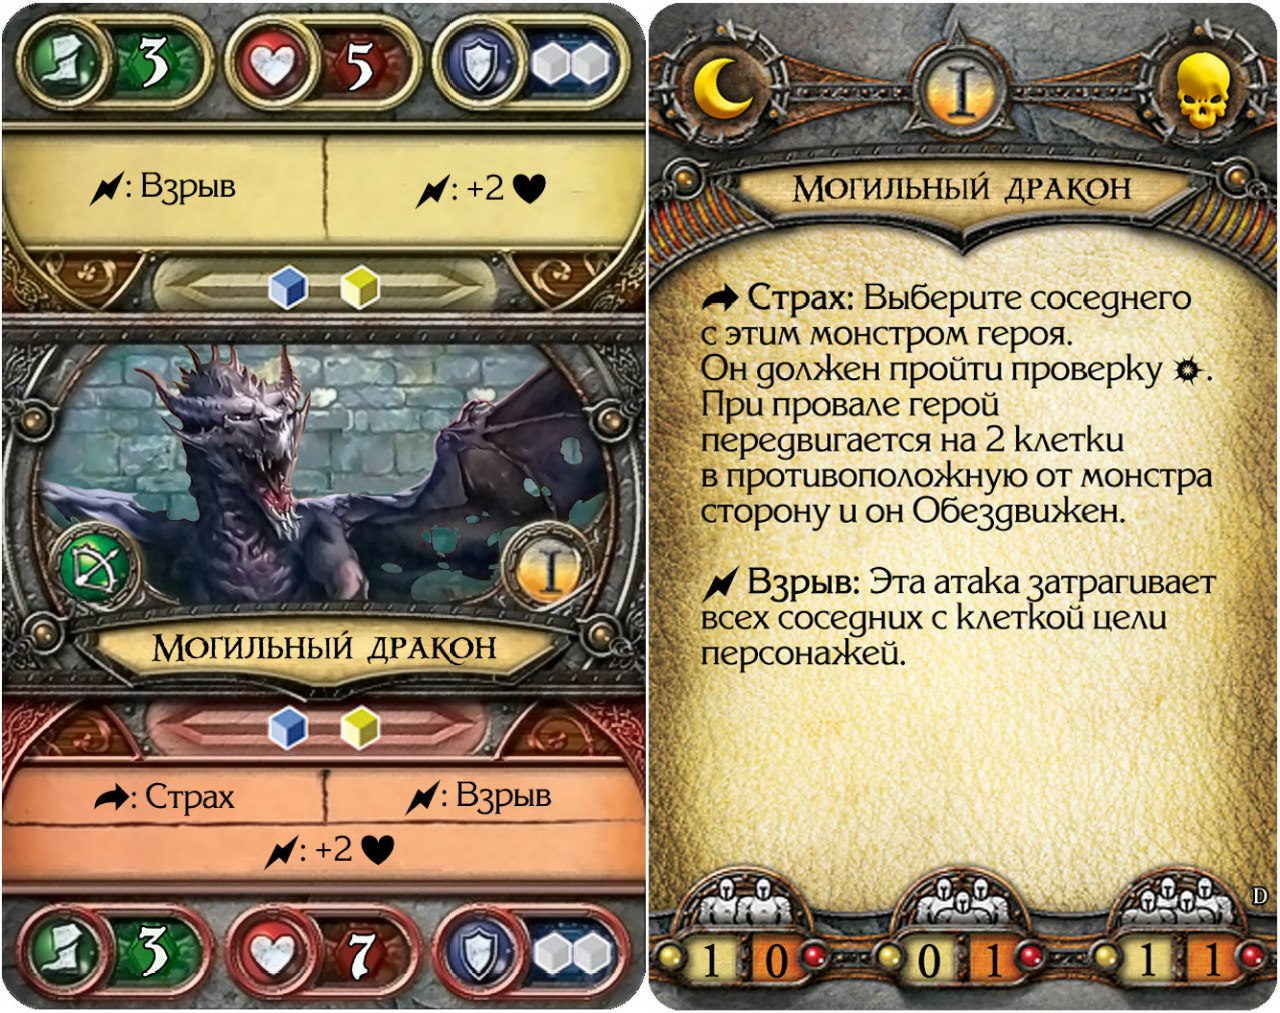 3 5
: Взрыв
: +2
I
Могильный дракон
: Страх
: Взрыв
: +2
3 7
I
Могильный дракон
Страх: Выберите соседнего
с этим монстром героя.
Он должен пройти проверку .
При провале герой
передвигается на 2 клетки
в противоположную от монстра
сторону и он Обездвижен.
Взрыв: Эта атака затрагивает
всех соседних с клеткой цели
персонажей.
D
1 0 0 1 1 1